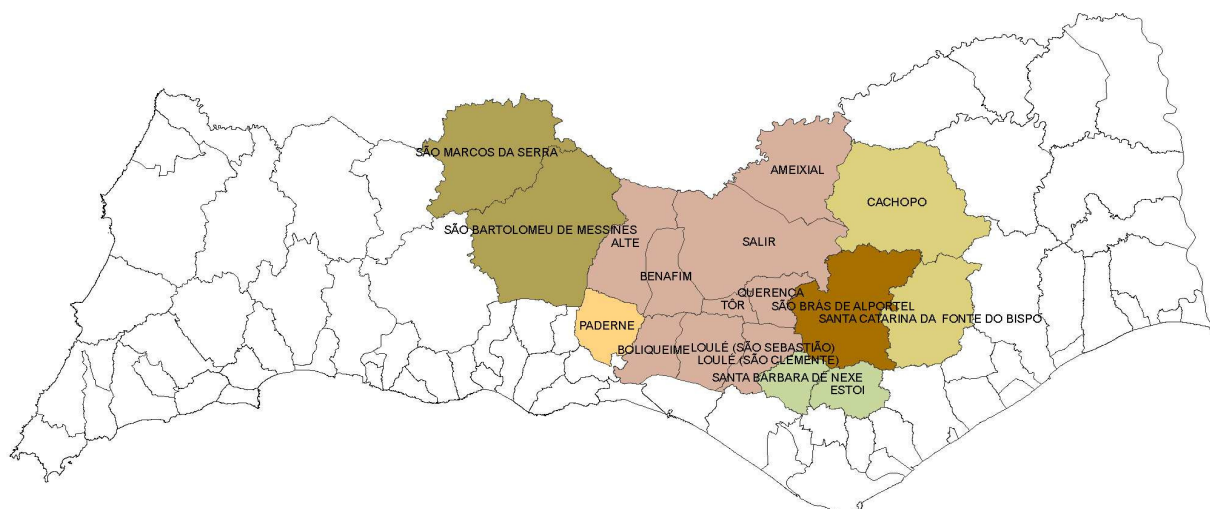 SÃO MARCOS DA SERRA
AMEIXIAL
CACHOPO
SÃO BARTOLOMEU DE MESSINES
ALTE
SALIR
BENAFIM
QUERENÇA
TÔR
SÃO BRÁS DE ALPORTEL
SANTA CATARINA DA FONTE DO BISPO
PADERNE
BOLIQUEIME
LOULÉ (SÃO SEBASTIÃO)
LOULÉ (SÃO CLEMENTE)
SANTA BÁRBARA DE NEXE
ESTOI